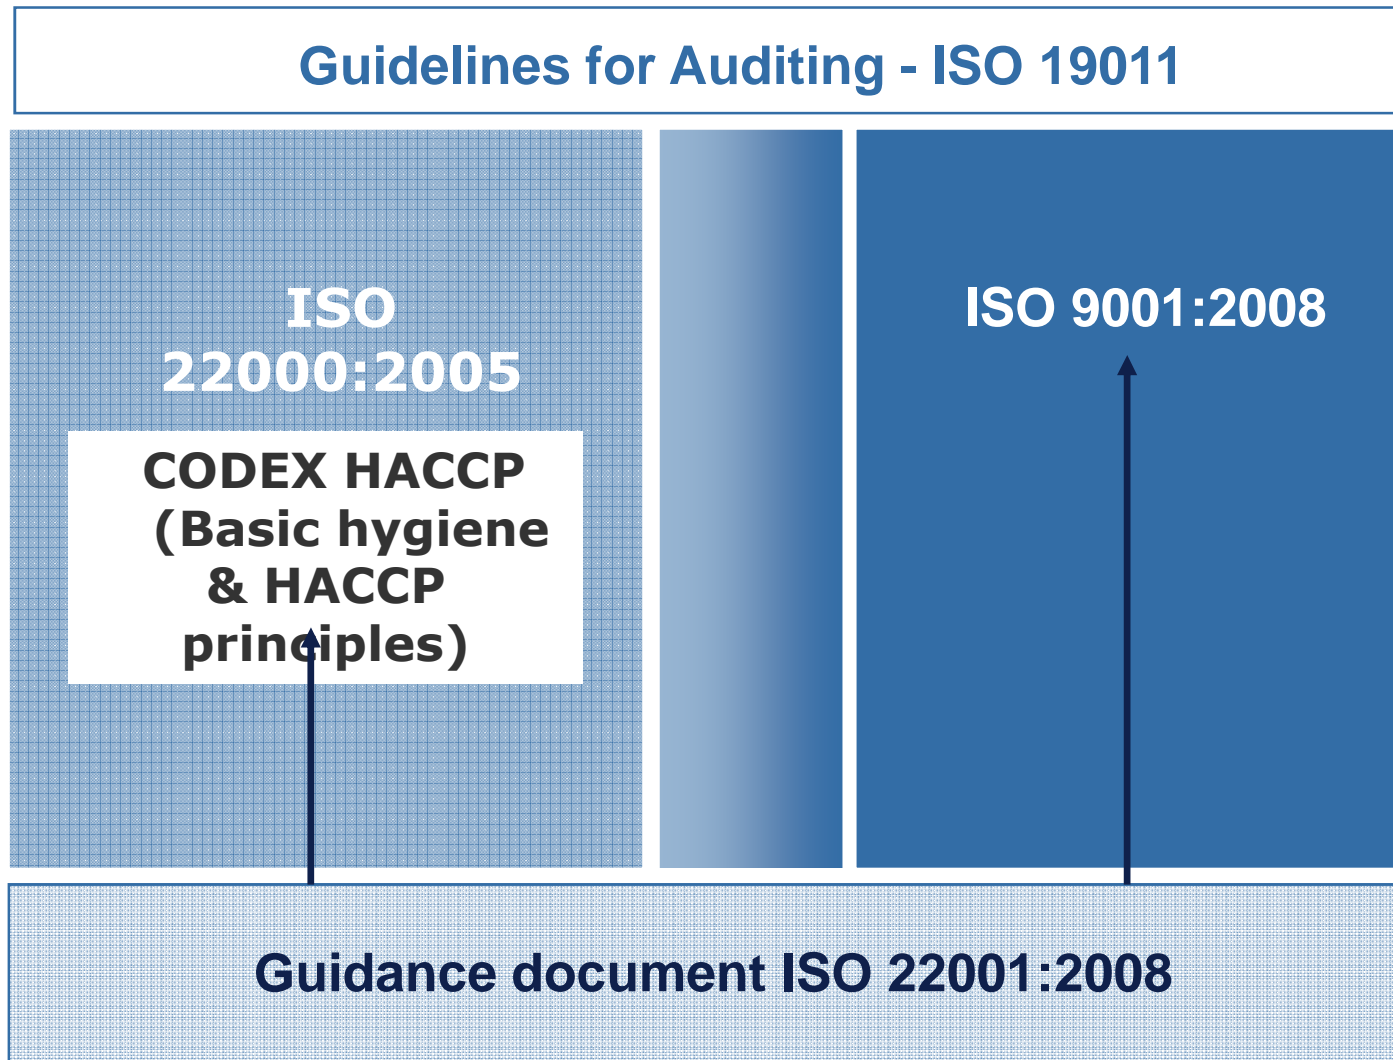 Guidelines for Auditing - ISO 19011
ISO
22000:2005
CODEX HACCP
(Basic hygiene
& HACCP
principles)
ISO 9001:2008
Guidance document ISO 22001:2008